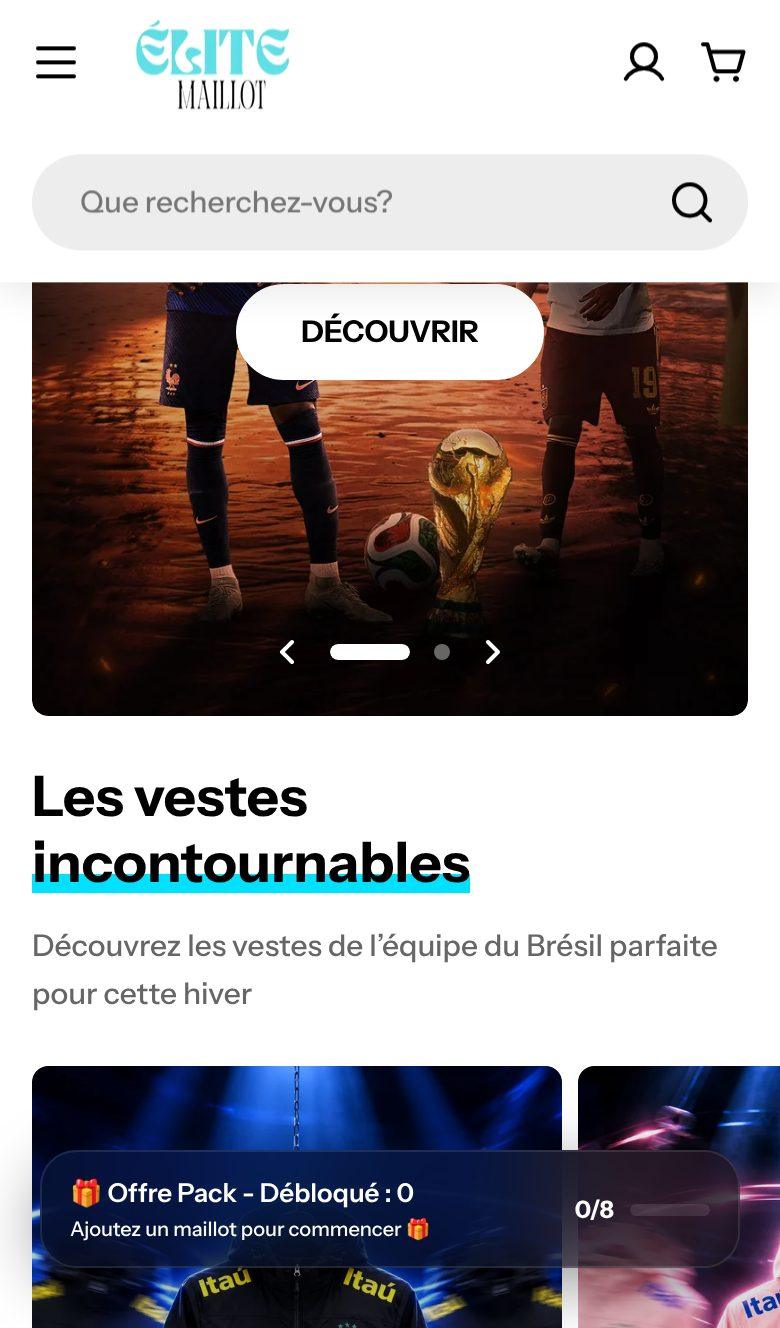 ÉLITE
MAILLOT
Que recherchez-vous?
DÉCOUVRIR
19
Les vestes
incontournables
Découvrez les vestes de l’équipe du Brésil parfaite
pour cette hiver
🎁 Offre Pack - Débloqué : 0
Ajoutez un maillot pour commencer 🎁
0/8
Itaú
Itaú